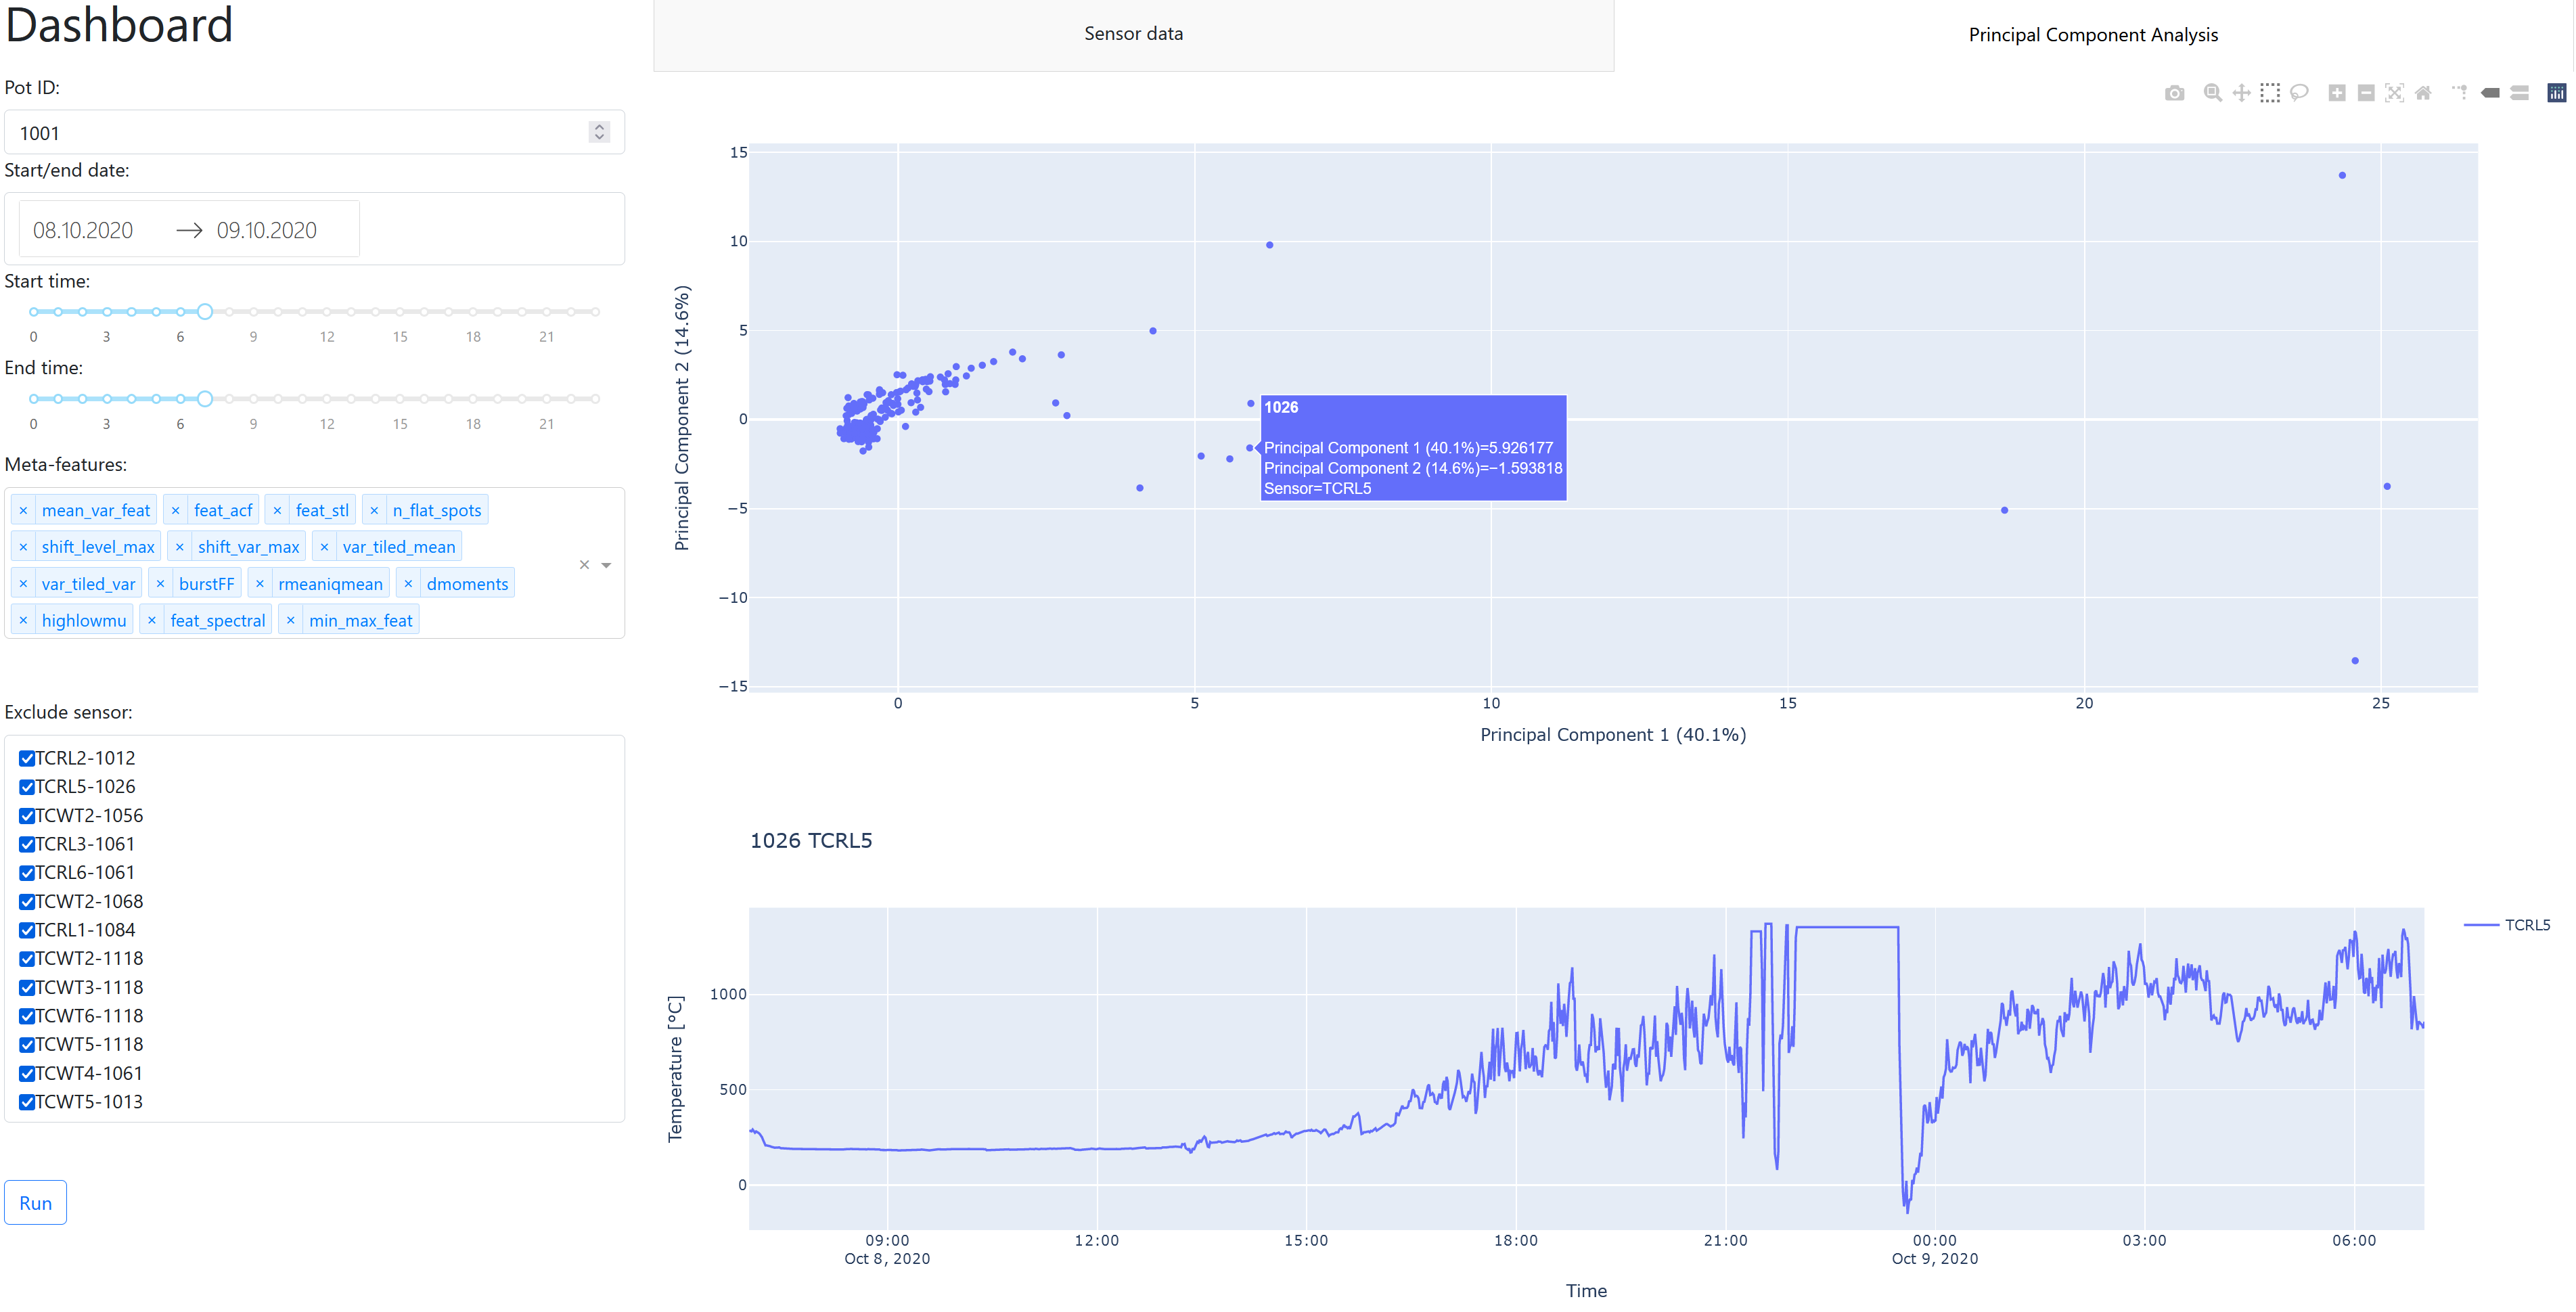 Dashboard
Pot ID:
1001
Start/end date:
08.10.2020 → 09.10.2020
Start time:
0 3 6 9 12 15 18 21
End time:
0 3 6 9 12 15 18 21
Meta-features:
× mean_var_feat × feat_acf × feat_stl × n_flat_spots
× shift_level_max × shift_var_max × var_tiled_mean
× var_tiled_var × burstFF × rmeaniqmean × dmoments
× highlowmu × feat_spectral × min_max_feat
Exclude sensor:
TCRL2-1012
TCRL5-1026
TCWT2-1056
TCRL3-1061
TCRL6-1061
TCWT2-1068
TCRL1-1084
TCWT2-1118
TCWT3-1118
TCWT6-1118
TCWT5-1118
TCWT4-1061
TCWT5-1013
Run
Sensor data
Principal Component Analysis
Principal Component 2 (14.6%)
15
10
5
0
−5
−10
−15
1026
Principal Component 1 (40.1%)=5.926177
Principal Component 2 (14.6%)=−1.593818
Sensor=TCRL5
0 5 10 15 20 25
Principal Component 1 (40.1%)
1026 TCRL5
TCRL5
Temperature [°C]
1000
500
0
09:00 12:00 15:00 18:00 21:00 00:00 03:00 06:00
Oct 8, 2020 Oct 9, 2020
Time